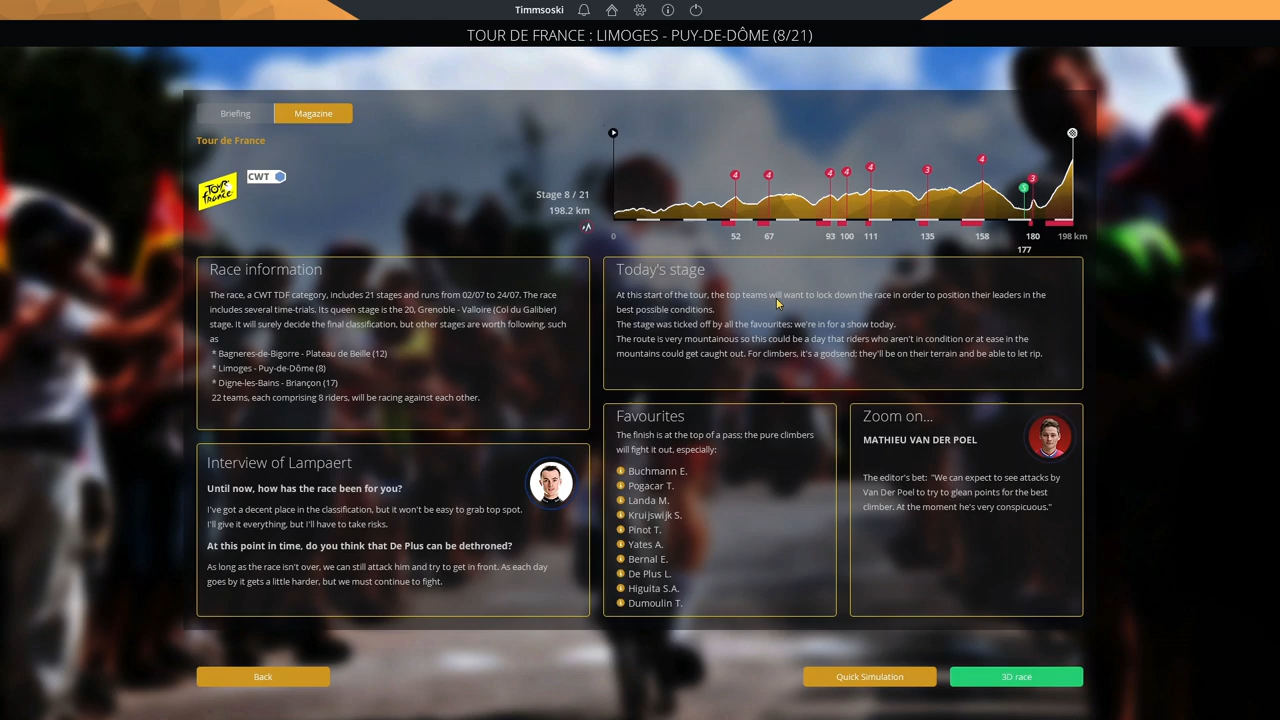 Timmsoski
TOUR DE FRANCE : LIMOGES - PUY-DE-DÔME (8/21)
Briefing
Magazine
Tour de France
TOUR
France
CWT
Stage 8 / 21
198.2 km
4
4
4
4
4
3
4
S
3
0
52
67
93
100
111
135
158
180
198 km
177
Race information
The race, a CWT TDF category, includes 21 stages and runs from 02/07 to 24/07. The race
includes several time-trials. Its queen stage is the 20, Grenoble - Valloire (Col du Galibier)
stage. It will surely decide the final classification, but other stages are worth following, such
as
* Bagneres-de-Bigorre - Plateau de Beille (12)
* Limoges - Puy-de-Dôme (8)
* Digne-les-Bains - Briançon (17)
22 teams, each comprising 8 riders, will be racing against each other.
Today's stage
At this start of the tour, the top teams will want to lock down the race in order to position their leaders in the
best possible conditions.
The stage was ticked off by all the favourites; we're in for a show today.
The route is very mountainous so this could be a day that riders who aren't in condition or at ease in the
mountains could get caught out. For climbers, it's a godsend; they'll be on their terrain and be able to let rip.
Interview of Lampaert
Until now, how has the race been for you?
I've got a decent place in the classification, but it won't be easy to grab top spot.
I'll give it everything, but I'll have to take risks.
At this point in time, do you think that De Plus can be dethroned?
As long as the race isn't over, we can still attack him and try to get in front. As each day
goes by it gets a little harder, but we must continue to fight.
Favourites
The finish is at the top of a pass; the pure climbers
will fight it out, especially:
Buchmann E.
Pogacar T.
Landa M.
Kruijswijk S.
Pinot T.
Yates A.
Bernal E.
De Plus L.
Higuita S.A.
Dumoulin T.
Zoom on...
MATHIEU VAN DER POEL
The editor's bet: "We can expect to see attacks by
Van Der Poel to try to glean points for the best
climber. At the moment he's very conspicuous."
Back
Quick Simulation
3D race